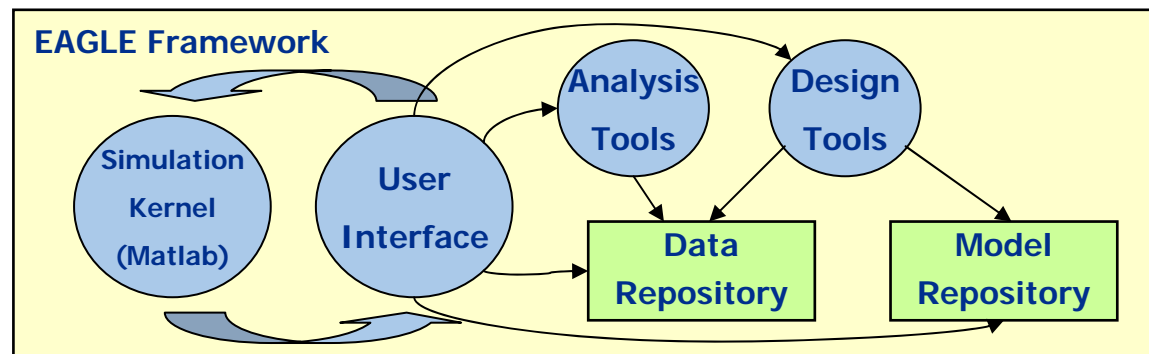 EAGLE Framework
Simulation
Kernel
(Matlab)
User
Interface
Analysis
Tools
Design
Tools
Data
Repository
Model
Repository